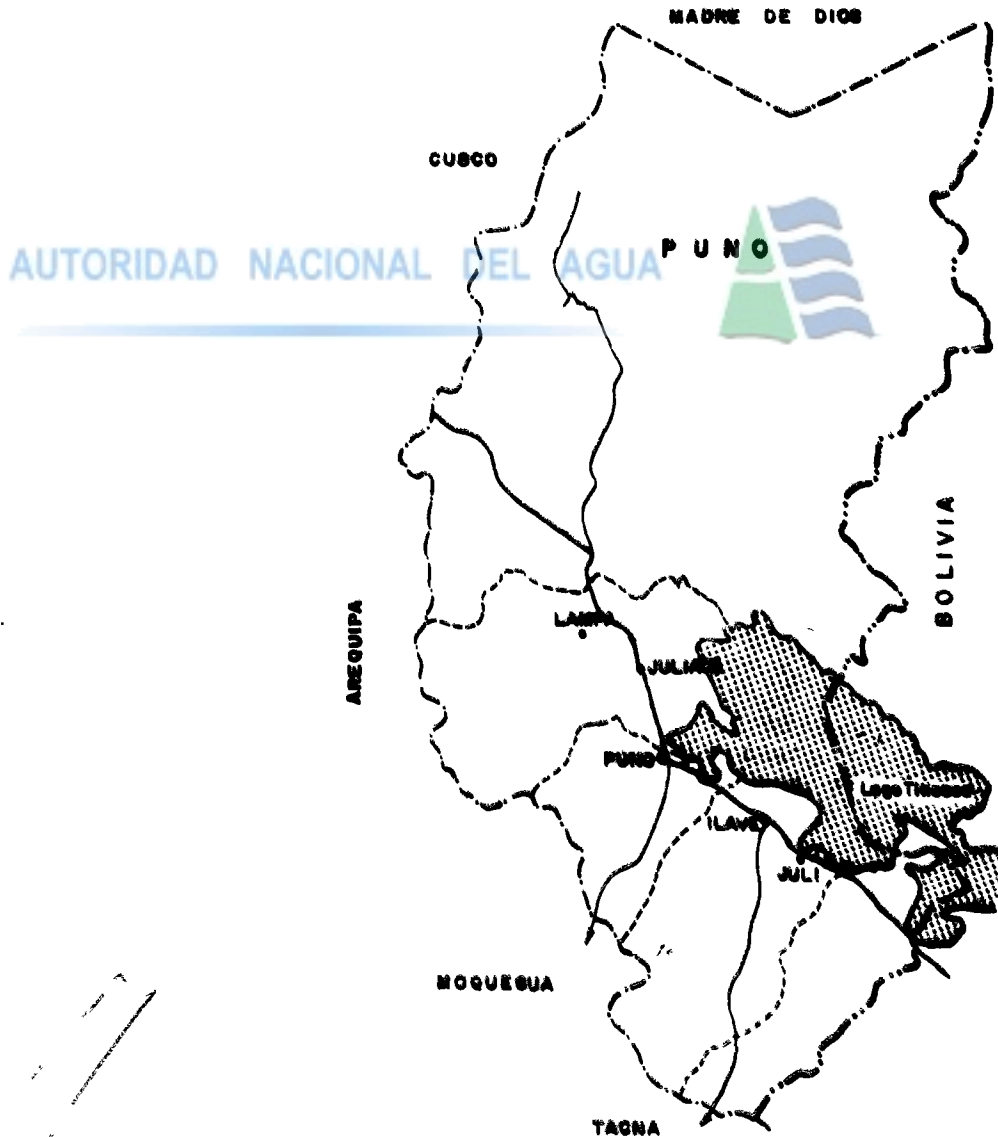 MADRE DE DIOS
CUSCO
PUNO
AUTORIDAD NACIONAL DEL AGUA
BOLIVIA
AREQUIPA
LAMPA
JULIACA
PUNO
Lago Titicaca
ILAVE
JULI
MOQUEGUA
TACNA